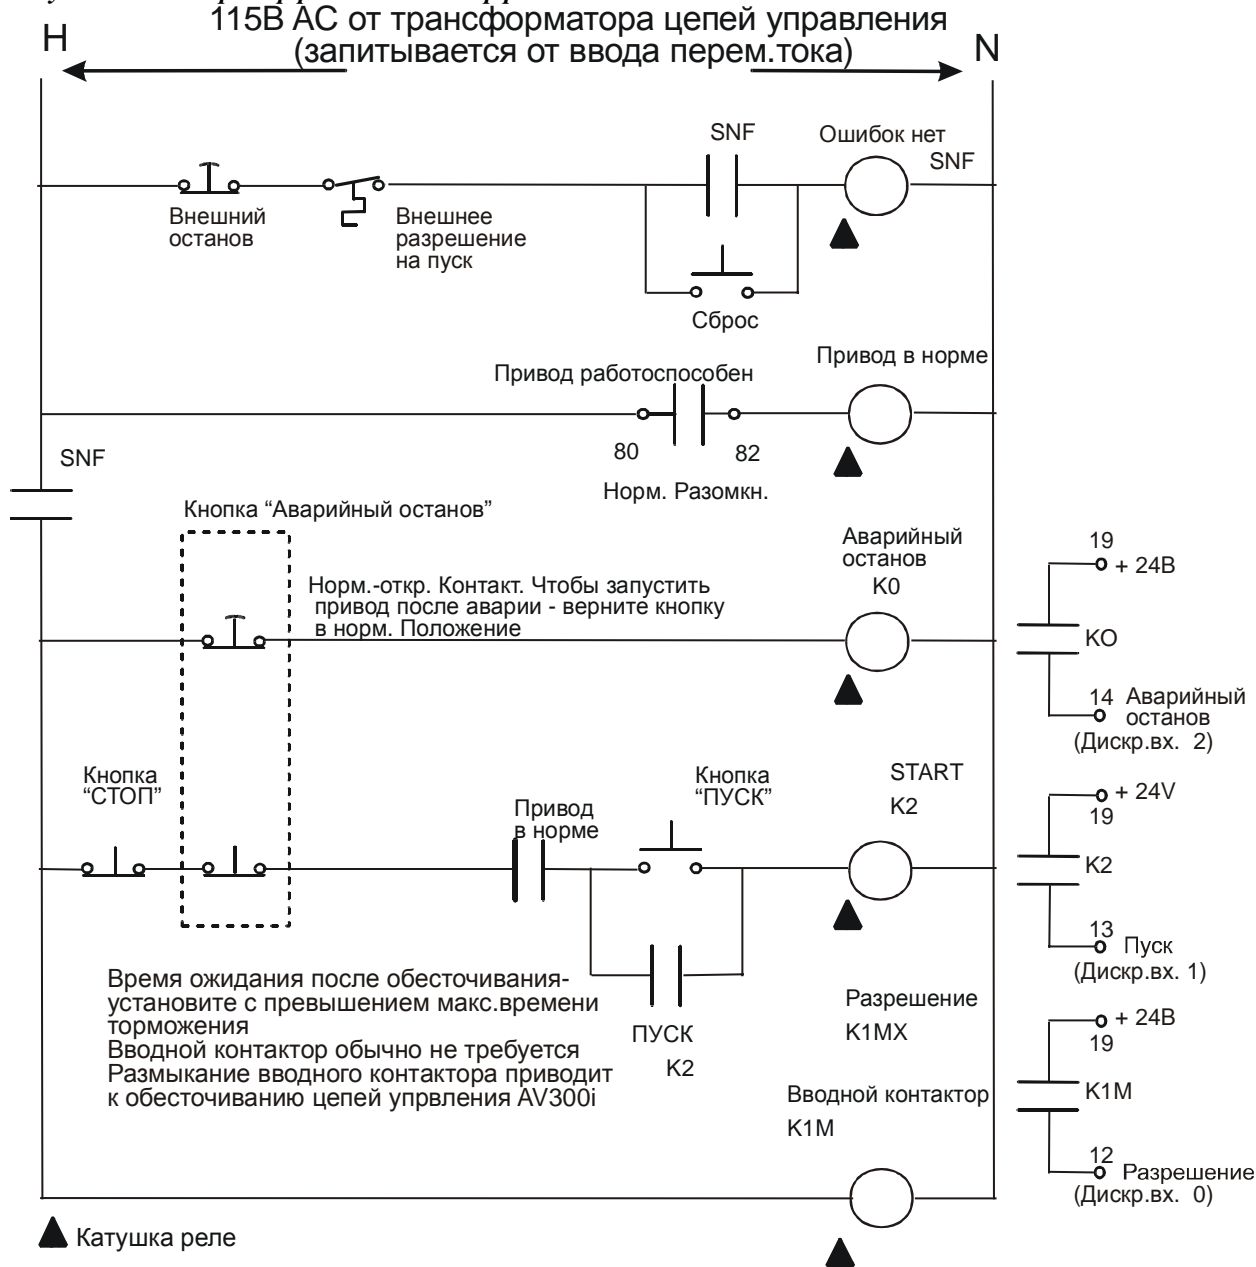 115В AC от трансформатора цепей управления
(запитывается от ввода перем.тока)
H
N
SNF
Ошибок нет
SNF
Внешний
останов
Внешнее
разрешение
на пуск
Сброс
Привод работоспособен
Привод в норме
80
82
Норм. Разомкн.
SNF
Кнопка “Аварийный останов”
Норм.-откр. Контакт. Чтобы запустить
привод после аварии - верните кнопку
в норм. Положение
Аварийный
останов
K0
19
+ 24В
KO
14 Аварийный
останов
(Дискр.вх. 2)
Кнопка
“СТОП”
Привод
в норме
Кнопка
“ПУСК”
START
K2
+ 24V
19
K2
13
Пуск
(Дискр.вх. 1)
Время ожидания после обесточивания-
установите с превышением макс.времени
торможения
Вводной контактор обычно не требуется
Размыкание вводного контактора приводит
к обесточиванию цепей упрвления AV300i
ПУСК
K2
Разрешение
K1MX
Вводной контактор
K1M
+ 24В
19
K1M
12
Разрешение
(Дискр.вх. 0)
Катушка реле